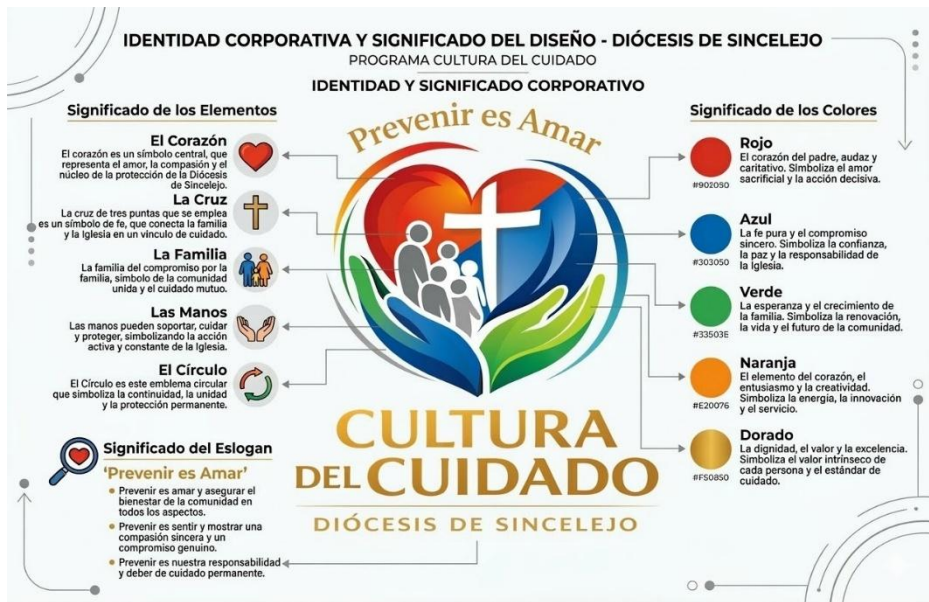 IDENTIDAD CORPORATIVA Y SIGNIFICADO DEL DISEÑO - DIÓCESIS DE SINCELEJO
PROGRAMA CULTURA DEL CUIDADO
IDENTIDAD Y SIGNIFICADO CORPORATIVO
Significado de los Elementos
El Corazón
El corazón es un símbolo central, que
representa el amor, la compasión y el
núcleo de la protección de la Diócesis
de Sincelejo.
La Cruz
La cruz de tres puntas que se emplea
es un símbolo de fe, que conecta la familia
y la Iglesia en un vínculo de cuidado.
La Familia
La familia del compromiso por la
familia, símbolo de la comunidad
unida y el cuidado mutuo.
Las Manos
Las manos pueden soportar, cuidar
y proteger, simbolizando la acción
activa y constante de la Iglesia.
El Círculo
El Círculo es este emblema circular
que simboliza la continuidad, la unidad
y la protección permanente.
Significado del Eslogan
'Prevenir es Amar'
Prevenir es amar y asegurar el
bienestar de la comunidad en
todos los aspectos.
Prevenir es sentir y mostrar una
compasión sincera y un
compromiso genuino.
Prevenir es nuestra responsabilidad
y deber de cuidado permanente.
Prevenir es Amar
CULTURA
DEL CUIDADO
DIÓCESIS DE SINCELEJO
Significado de los Colores
Rojo
El corazón del padre, audaz y
caritativo. Simboliza el amor
sacrificial y la acción decisiva.
#902090
Azul
La fe pura y el compromiso
sincero. Simboliza la confianza,
la paz y la responsabilidad de
la Iglesia.
#303050
Verde
La esperanza y el crecimiento de
la familia. Simboliza la renovación,
la vida y el futuro de la comunidad.
#33503E
Naranja
El elemento del corazón, el
entusiasmo y la creatividad.
Simboliza la energía, la innovación
y el servicio.
#E20076
Dorado
La dignidad, el valor y la excelencia.
Simboliza el valor intrínseco de
cada persona y el estándar de
cuidado.
#F50850